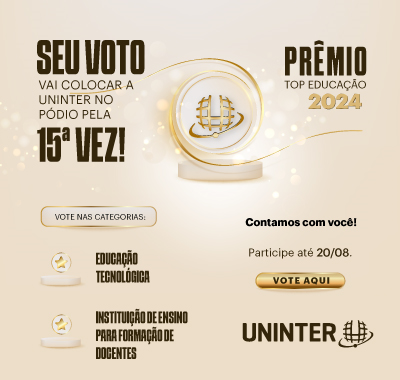 SEU VOTO
VAI COLOCAR A
UNINTER NO
PÓDIO PELA
15ª VEZ!
PRÊMIO
TOP EDUCAÇÃO
2024
VOTE NAS CATEGORIAS:
EDUCAÇÃO
TECNOLÓGICA
INSTITUIÇÃO DE ENSINO
PARA FORMAÇÃO DE
DOCENTES
Contamos com você!
Participe até 20/08.
VOTE AQUI
UNINTER